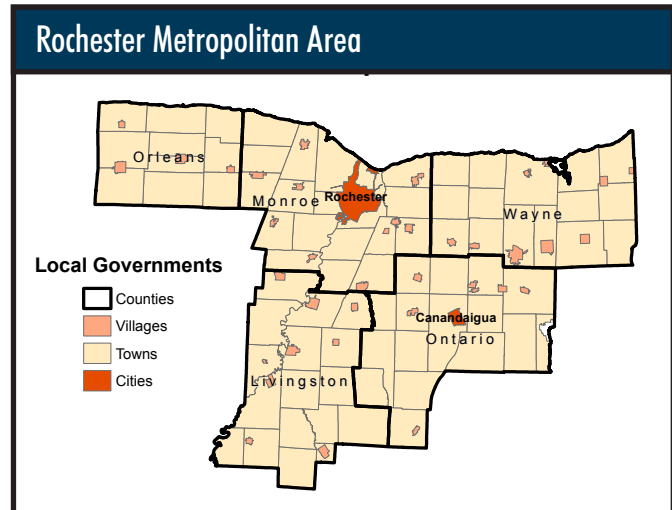 Rochester Metropolitan Area
Orleans
Monroe
Rochester
Wayne
Local Governments
Counties
Villages
Towns
Cities
Canandaigua
Ontario
Livingston